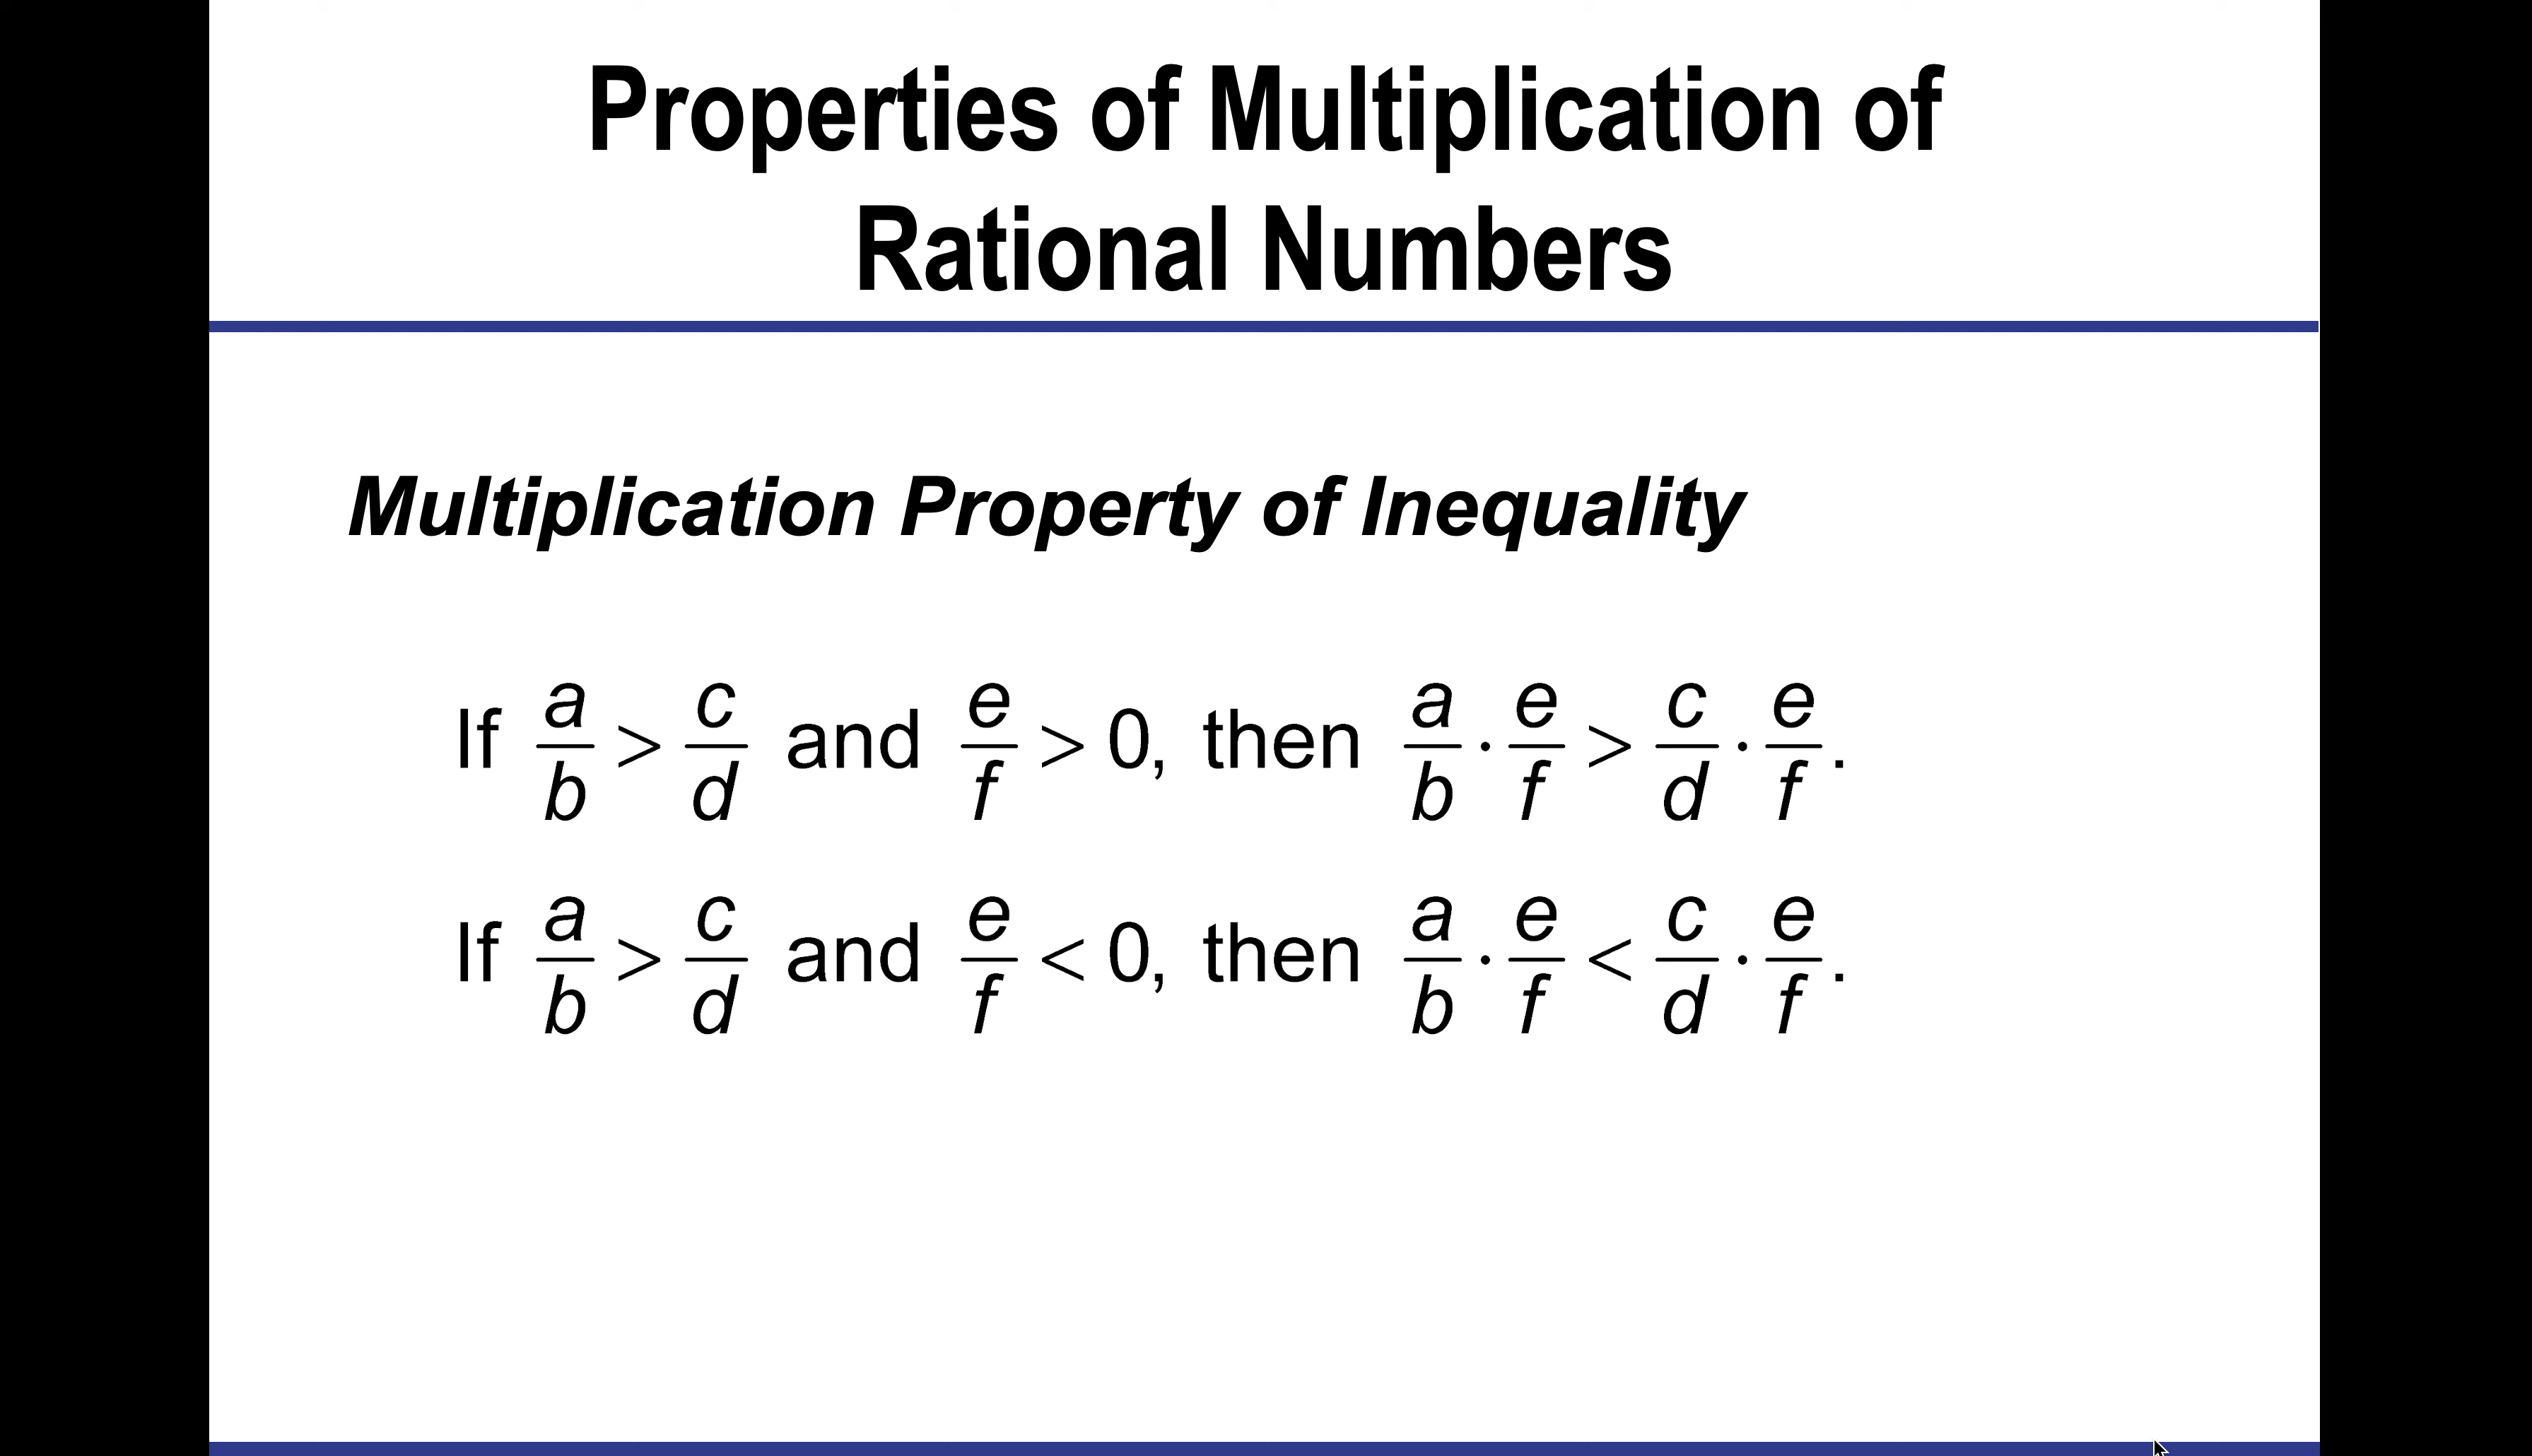 Properties of Multiplication of
Rational Numbers
Multiplication Property of Inequality
If a/b > c/d and e/f > 0, then a/b · e/f > c/d · e/f.
If a/b > c/d and e/f < 0, then a/b · e/f < c/d · e/f.